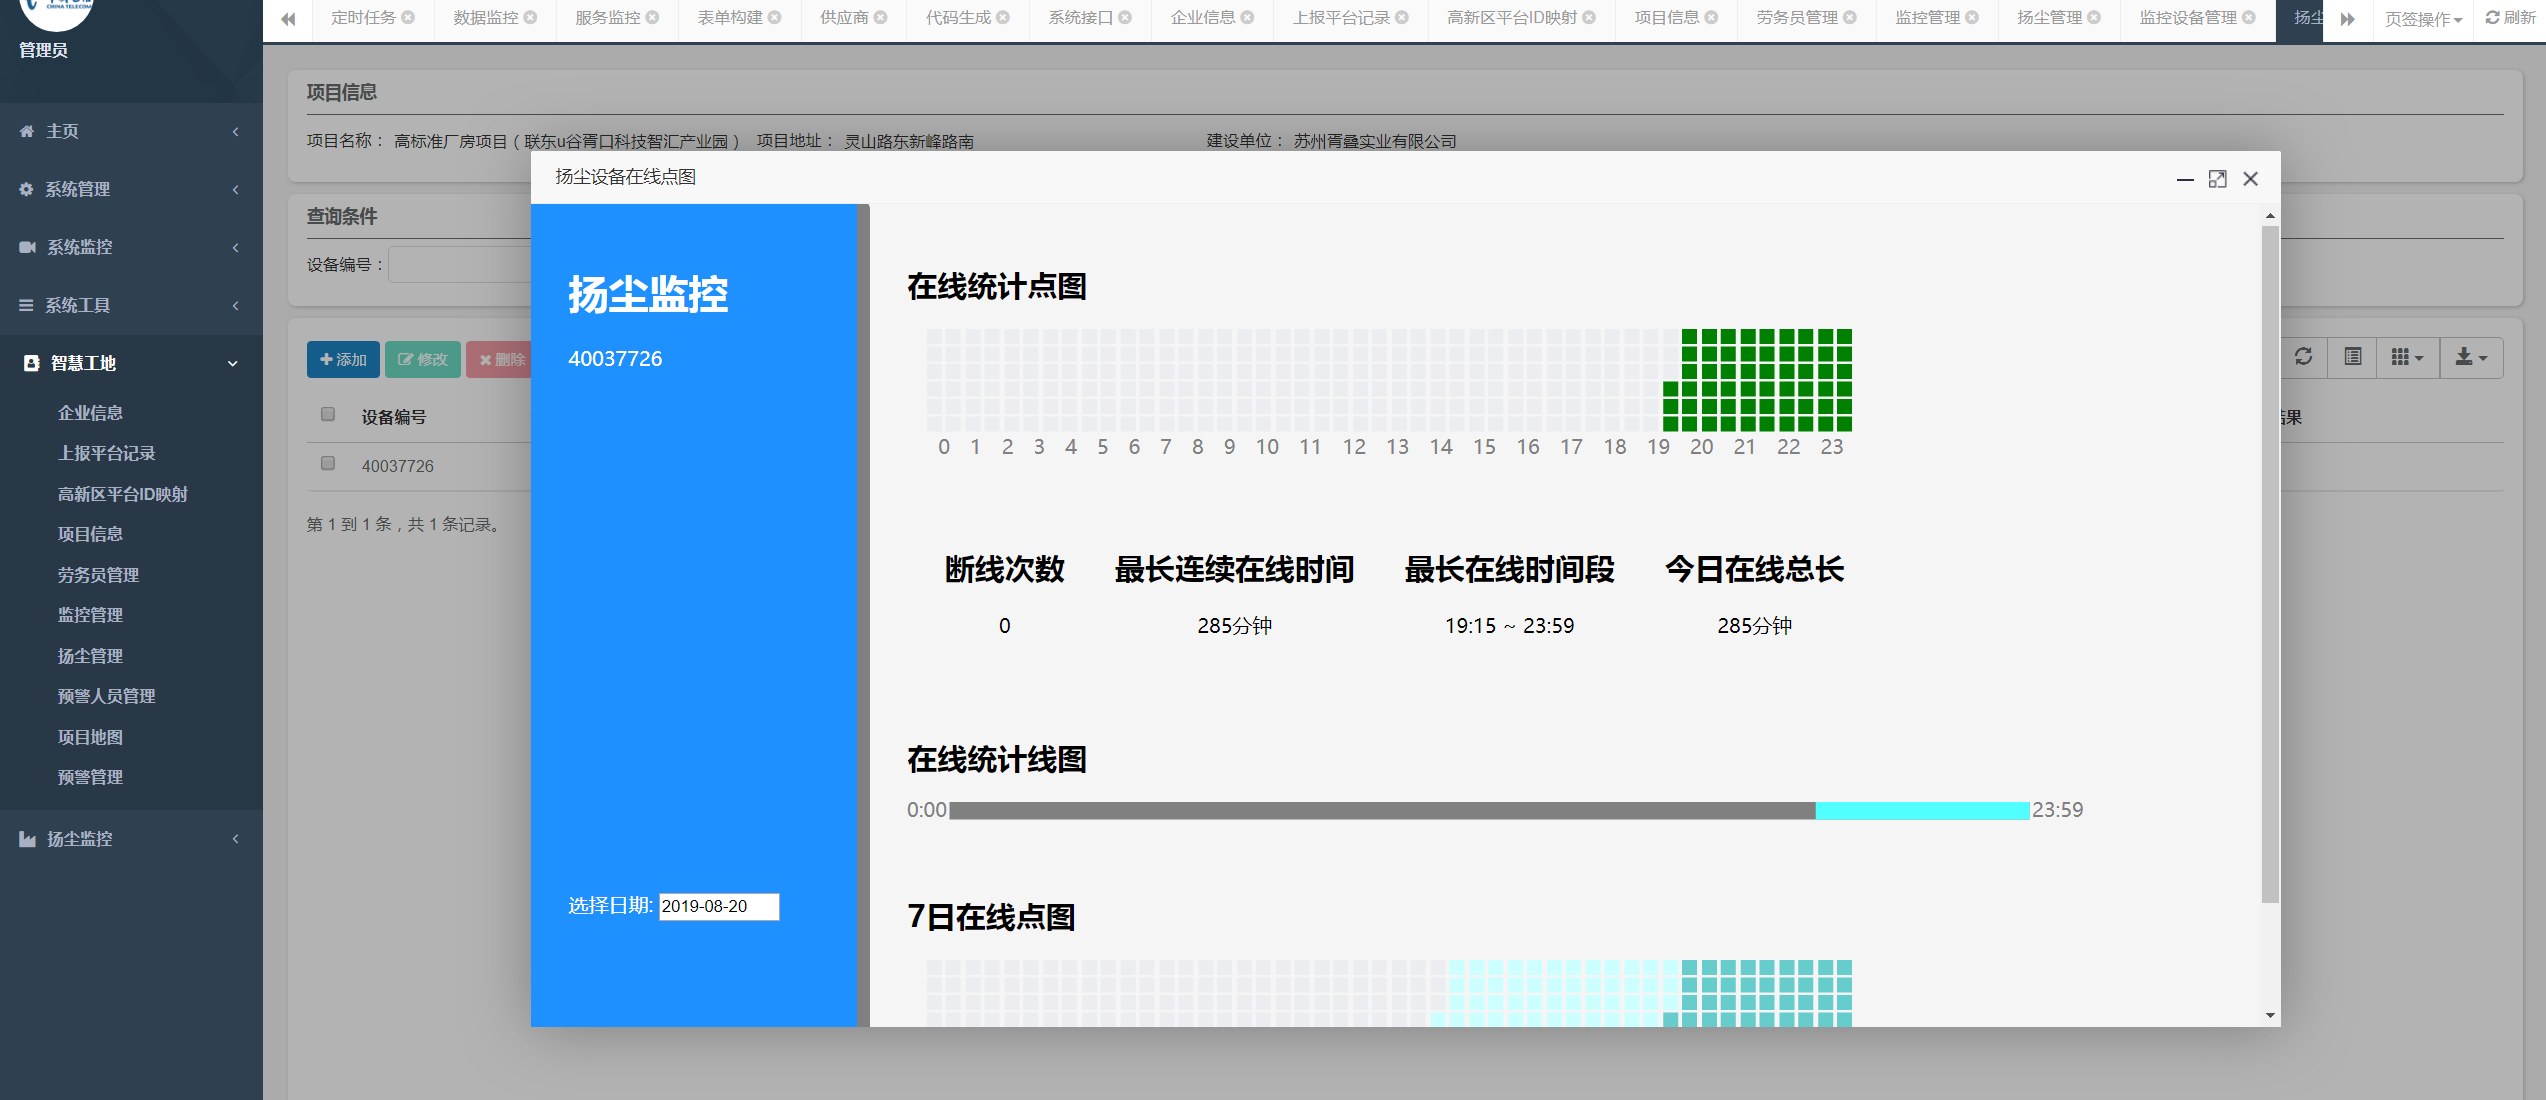 CHINA TELECOM
管理员
主页
系统管理
系统监控
系统工具
智慧工地
企业信息
上报平台记录
高新区平台ID映射
项目信息
劳务员管理
监控管理
扬尘管理
预警人员管理
项目地图
预警管理
扬尘监控
定时任务 数据监控 服务监控 表单构建 供应商 代码生成 系统接口 企业信息 上报平台记录 高新区平台ID映射 项目信息 劳务员管理 监控管理 扬尘管理 监控设备管理 扬尘 页签操作 刷新
项目信息
项目名称： 高标准厂房项目（联东u谷胥口科技智汇产业园） 项目地址： 灵山路东新峰路南 建设单位： 苏州胥叠实业有限公司
查询条件
设备编号：
添加 修改 删除
设备编号 结果
40037726
第 1 到 1 条，共 1 条记录。
扬尘设备在线点图
扬尘监控
40037726
选择日期: 2019-08-20
在线统计点图
0 1 2 3 4 5 6 7 8 9 10 11 12 13 14 15 16 17 18 19 20 21 22 23
断线次数 最长连续在线时间 最长在线时间段 今日在线总长
0 285分钟 19:15 ~ 23:59 285分钟
在线统计线图
0:00 23:59
7日在线点图